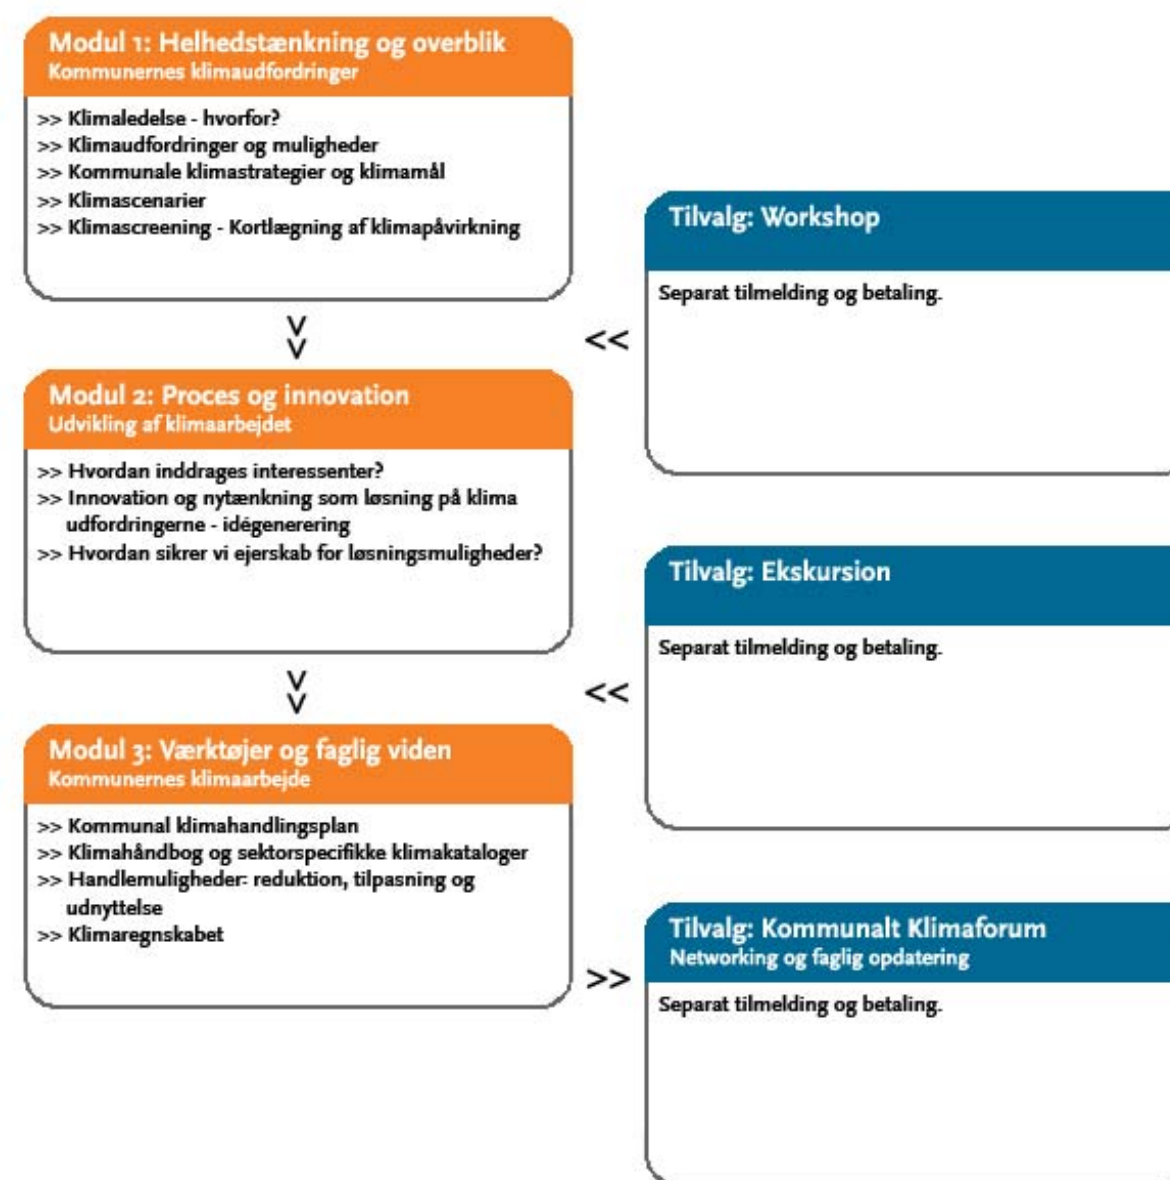 Modul 1: Helhedstænkning og overblik
Kommunernes klimaudfordringer
>> Klimaledelse - hvorfor?
>> Klimaudfordringer og muligheder
>> Kommunale klimastrategier og klimamål
>> Klimascenarier
>> Klimascreening - Kortlægning af klimapåvirkning
>>
Modul 2: Proces og innovation
Udvikling af klimaarbejdet
>> Hvordan inddrages interessenter?
>> Innovation og nytænkning som løsning på klima
udfordringerne - idégenerering
>> Hvordan sikrer vi ejerskab for løsningsmuligheder?
>>
Modul 3: Værktøjer og faglig viden
Kommunernes klimaarbejde
>> Kommunal klimahandlingsplan
>> Klimahåndbog og sektorspecifikke klimakataloger
>> Handlemuligheder: reduktion, tilpasning og
udnyttelse
>> Klimaregnskabet
Tilvalg: Workshop
Separat tilmelding og betaling.
<<
Tilvalg: Ekskursion
Separat tilmelding og betaling.
<<
Tilvalg: Kommunalt Klimaforum
Networking og faglig opdatering
Separat tilmelding og betaling.
>>